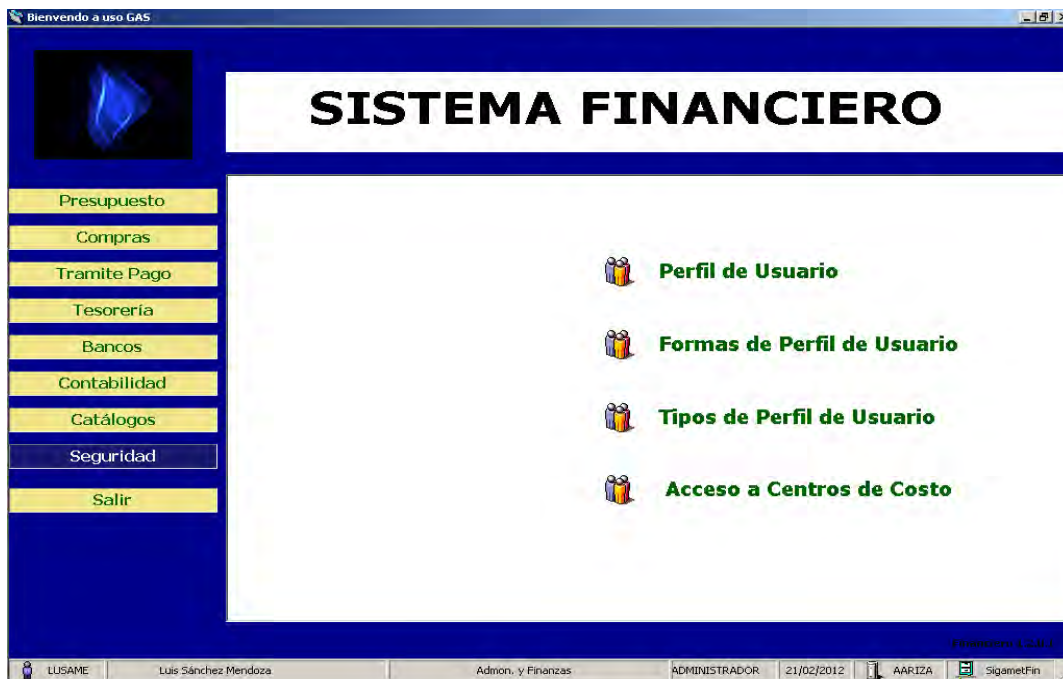 Bienvendo a uso GAS
SISTEMA FINANCIERO
Presupuesto
Compras
Tramite Pago
Tesorería
Bancos
Contabilidad
Catálogos
Seguridad
Salir
Perfil de Usuario
Formas de Perfil de Usuario
Tipos de Perfil de Usuario
Acceso a Centros de Costo
LUSAME Luis Sánchez Mendoza Admon. y Finanzas ADMINISTRADOR 21/02/2012 AARIZA SigametFin